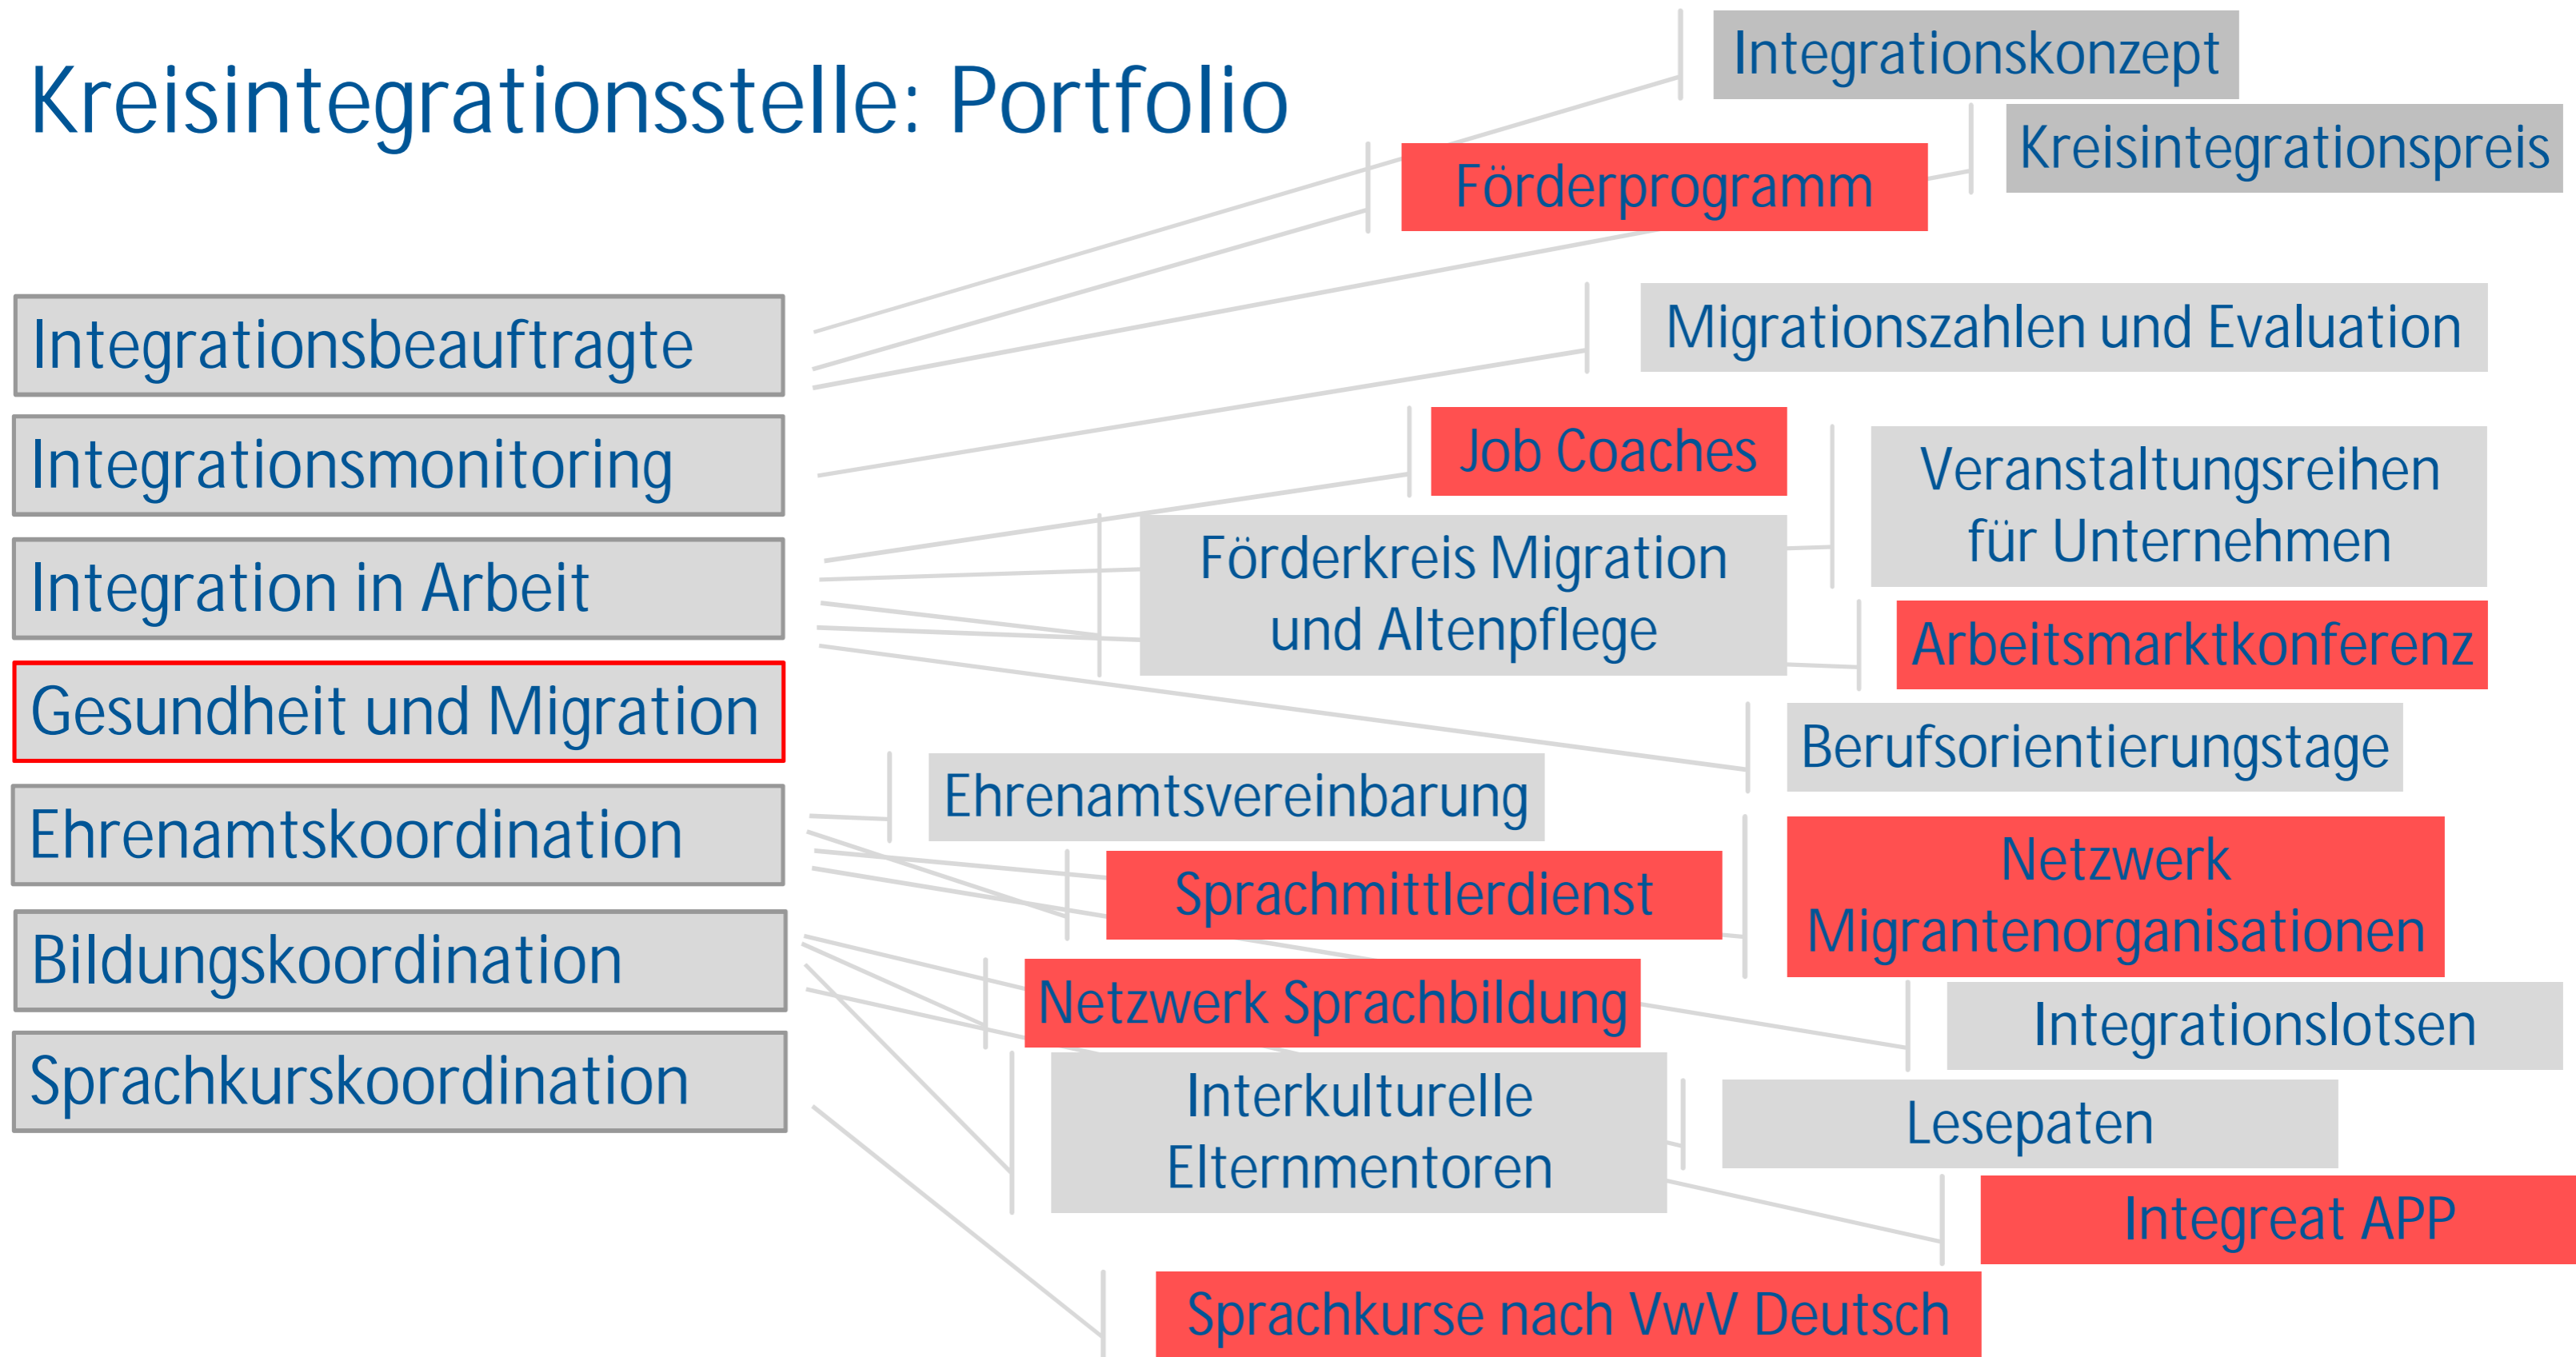 Kreisintegrationsstelle: Portfolio
Integrationsbeauftragte
Integrationsmonitoring
Integration in Arbeit
Gesundheit und Migration
Ehrenamtskoordination
Bildungskoordination
Sprachkurskoordination
Integrationskonzept
Kreisintegrationspreis
Förderprogramm
Migrationszahlen und Evaluation
Job Coaches
Veranstaltungsreihen
für Unternehmen
Förderkreis Migration
und Altenpflege
Arbeitsmarktkonferenz
Berufsorientierungstage
Ehrenamtsvereinbarung
Sprachmittlerdienst
Netzwerk
Migrantenorganisationen
Netzwerk Sprachbildung
Integrationslotsen
Interkulturelle
Elternmentoren
Lesepaten
Integreat APP
Sprachkurse nach VwV Deutsch